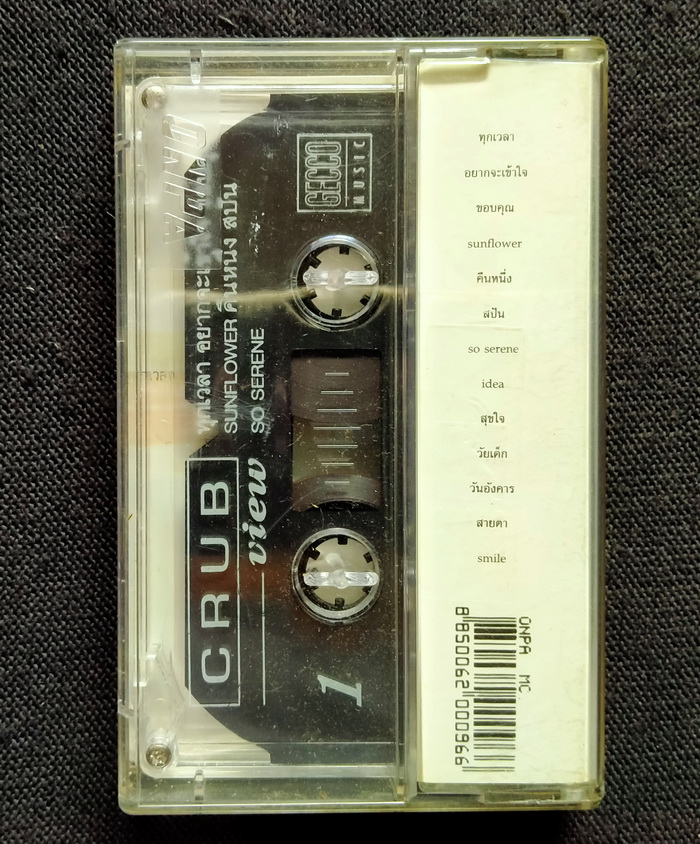 ONPA
GECCO
MUSIC
ทุกเวลา อยากจะเ
SUNFLOWER คืนหนึ่ง สปัน
SO SERENE
CRUB
view
1
ทุกเวลา
อยากจะเข้าใจ
ขอบคุณ
sunflower
คืนหนึ่ง
สปัน
so serene
idea
สุขใจ
วัยเด็ก
วันอังคาร
สายตา
smile
ONPA MC
8850062 000966